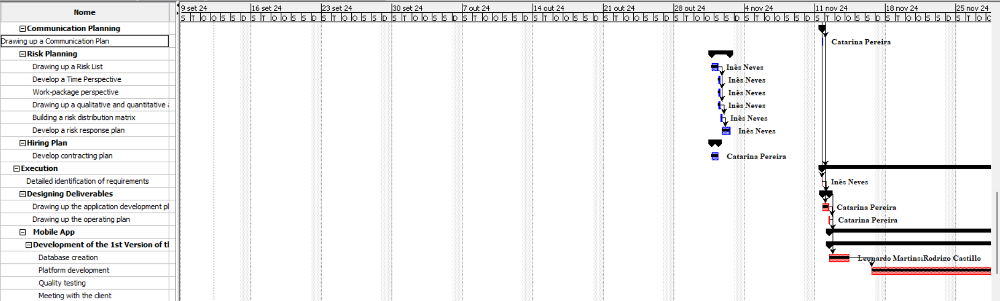 Nome
9 set 24 16 set 24 23 set 24 30 set 24 7 out 24 14 out 24 21 out 24 28 out 24 4 nov 24 11 nov 24 18 nov 24 25 nov 24
S T Q Q S S D S T Q Q S S D S T Q Q S S D S T Q Q S S D S T Q Q S S D S T Q Q S S D S T Q Q S S D S T Q Q S S D S T Q Q S S D S T Q Q S S D S T Q Q S S D S T Q
Communication Planning
Drawing up a Communication Plan Catarina Pereira
Risk Planning
Drawing up a Risk List Inês Neves
Develop a Time Perspective Inês Neves
Work-package perspective Inês Neves
Drawing up a qualitative and quantitative Inês Neves
Building a risk distribution matrix Inês Neves
Develop a risk response plan Inês Neves
Hiring Plan
Develop contracting plan Catarina Pereira
Execution
Detailed identification of requirements Inês Neves
Designing Deliverables
Drawing up the application development pl Catarina Pereira
Drawing up the operating plan Catarina Pereira
Mobile App
Development of the 1st Version of tl
Database creation Leonardo Martins;Rodrigo Castillo
Platform development
Quality testing
Meeting with the client